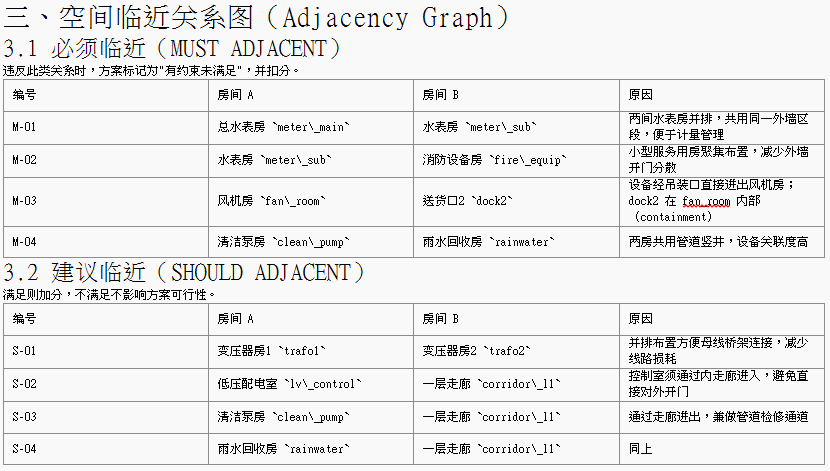 三、空间临近关系图（Adjacency Graph）
3.1 必须临近（MUST ADJACENT）
违反此类关系时，方案标记为"有约束未满足"，并扣分。
编号 房间 A 房间 B 原因
M-01 总水表房 `meter\_main` 水表房 `meter\_sub` 两间水表房并排，共用同一外墙区
段，便于计量管理
M-02 水表房 `meter\_sub` 消防设备房 `fire\_equip` 小型服务用房聚集布置，减少外墙
开门分散
M-03 风机房 `fan\_room` 送货口2 `dock2` 设备经吊装口直接进出风机房；
dock2 在 fan_room 内部
（containment）
M-04 清洁泵房 `clean\_pump` 雨水回收房 `rainwater` 两房共用管道竖井，设备关联度高
3.2 建议临近（SHOULD ADJACENT）
满足则加分，不满足不影响方案可行性。
编号 房间 A 房间 B 原因
S-01 变压器房1 `trafo1` 变压器房2 `trafo2` 并排布置方便母线桥架连接，减少
线路损耗
S-02 低压配电室 `lv\_control` 一层走廊 `corridor\_l1` 控制室须通过内走廊进入，避免直
接对外开门
S-03 清洁泵房 `clean\_pump` 一层走廊 `corridor\_l1` 通过走廊进出，兼做管道检修通道
S-04 雨水回收房 `rainwater` 一层走廊 `corridor\_l1` 同上